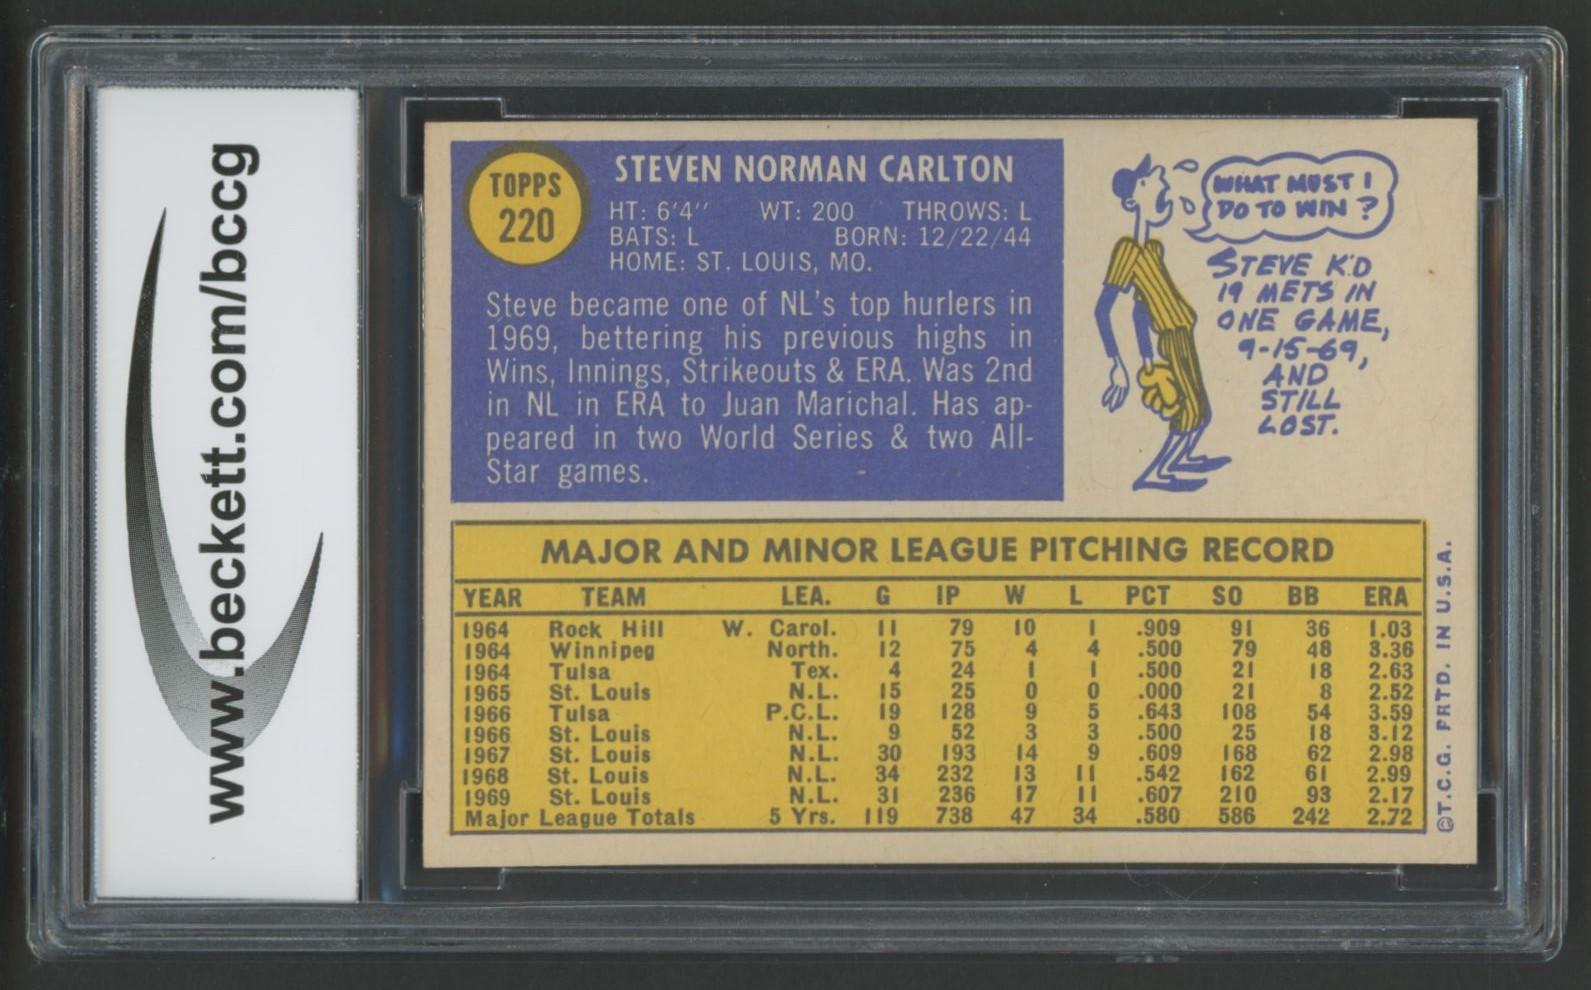 www.beckett.com/bccg
TOPPS
220
STEVEN NORMAN CARLTON
HT: 6'4" WT: 200 THROWS: L
BATS: L BORN: 12/22/44
HOME: ST. LOUIS, MO.
Steve became one of NL's top hurlers in
1969, bettering his previous highs in
Wins, Innings, Strikeouts & ERA. Was 2nd
in NL in ERA to Juan Marichal. Has ap-
peared in two World Series & two All-
Star games.
WHAT MUST I
DO TO WIN?
STEVE K'D
19 METS IN
ONE GAME,
9-15-69,
AND
STILL
LOST.
MAJOR AND MINOR LEAGUE PITCHING RECORD
YEAR TEAM LEA. G IP W L PCT SO BB ERA
1964 Rock Hill W. Carol. 11 79 10 1 .909 91 36 1.03
1964 Winnipeg North. 12 75 4 4 .500 79 48 3.36
1964 Tulsa Tex. 4 24 1 1 .500 21 18 2.63
1965 St. Louis N.L. 15 25 0 0 .000 21 8 2.52
1966 Tulsa P.C.L. 19 128 9 5 .643 108 54 3.59
1966 St. Louis N.L. 9 52 3 3 .500 25 18 3.12
1967 St. Louis N.L. 30 193 14 9 .609 168 62 2.98
1968 St. Louis N.L. 34 232 13 11 .542 162 61 2.99
1969 St. Louis N.L. 31 236 17 11 .607 210 93 2.17
Major League Totals 5 Yrs. 119 738 47 34 .580 586 242 2.72
©T.C.G. PRTD. IN U.S.A.